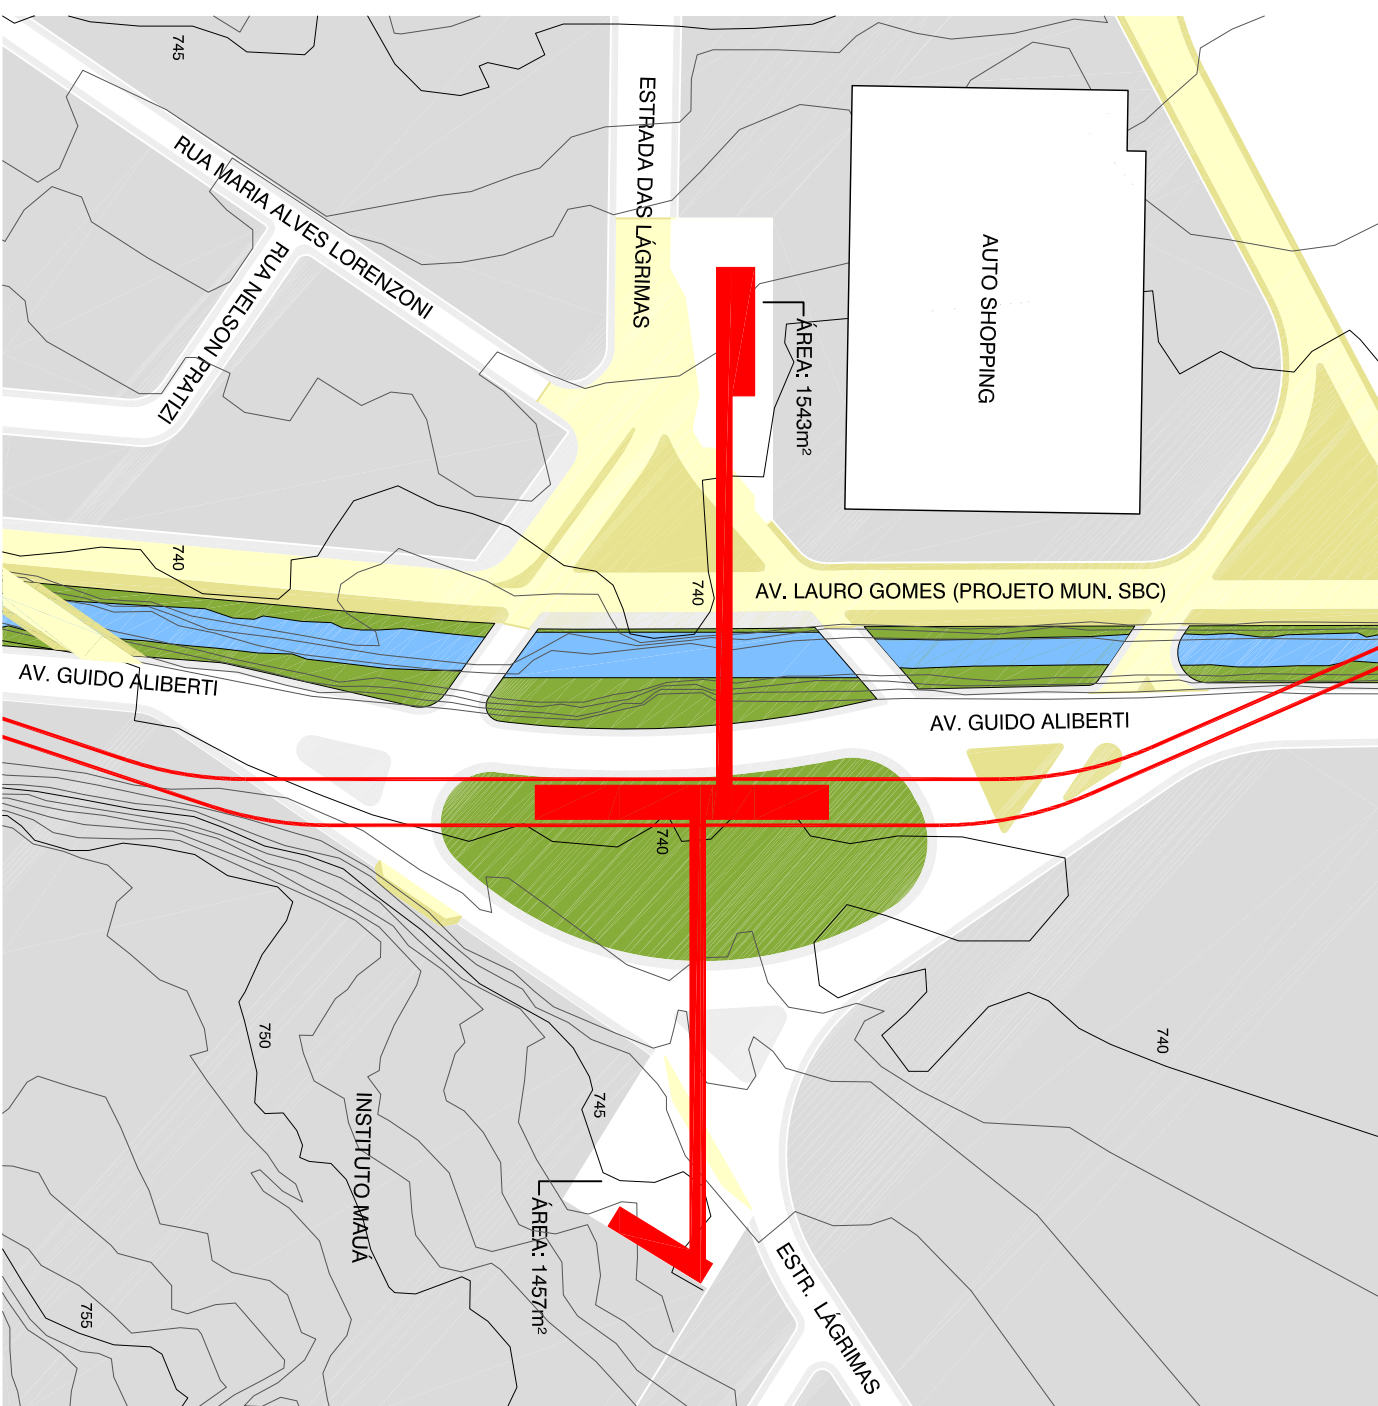 745
ESTRADA DAS LÁGRIMAS
RUA MARIA ALVES LORENZONI
RUA NELSON PRATIZI
AUTO SHOPPING
ÁREA: 1543m²
740
740
AV. LAURO GOMES (PROJETO MUN. SBC)
AV. GUIDO ALIBERTI
AV. GUIDO ALIBERTI
740
750
740
745
INSTITUTO MAUÁ
ÁREA: 1457m²
ESTR. LÁGRIMAS
755